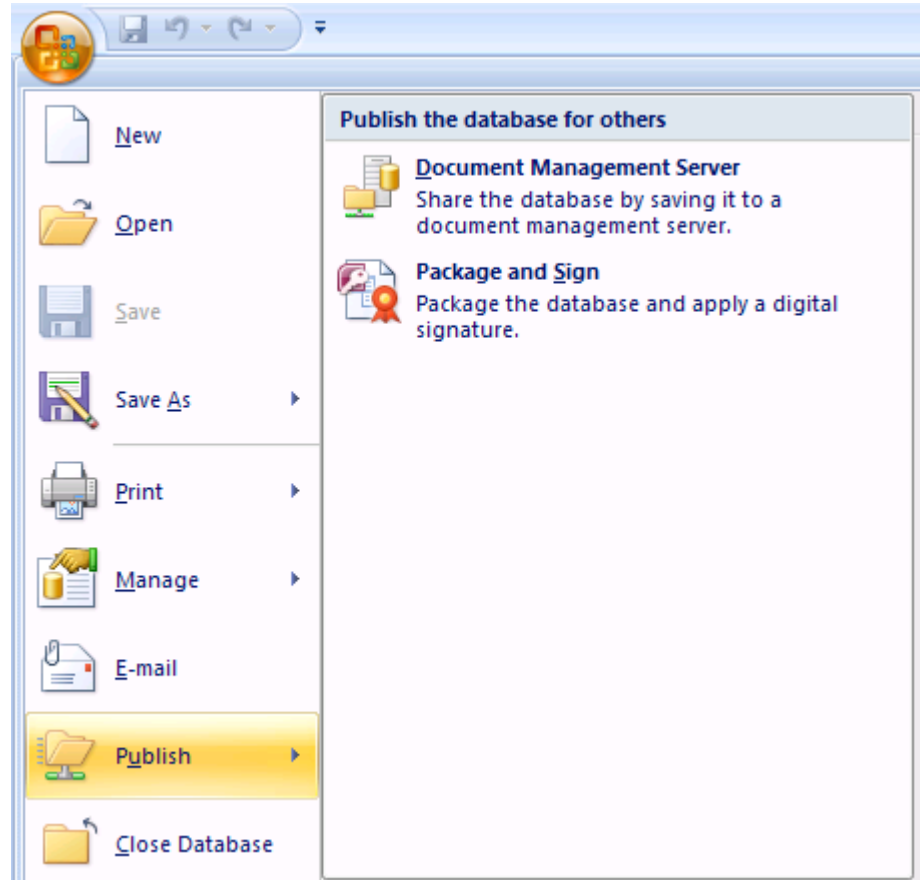 New
Open
Save
Save As
Print
Manage
E-mail
Publish
Close Database
Publish the database for others
Document Management Server
Share the database by saving it to a
document management server.
Package and Sign
Package the database and apply a digital
signature.